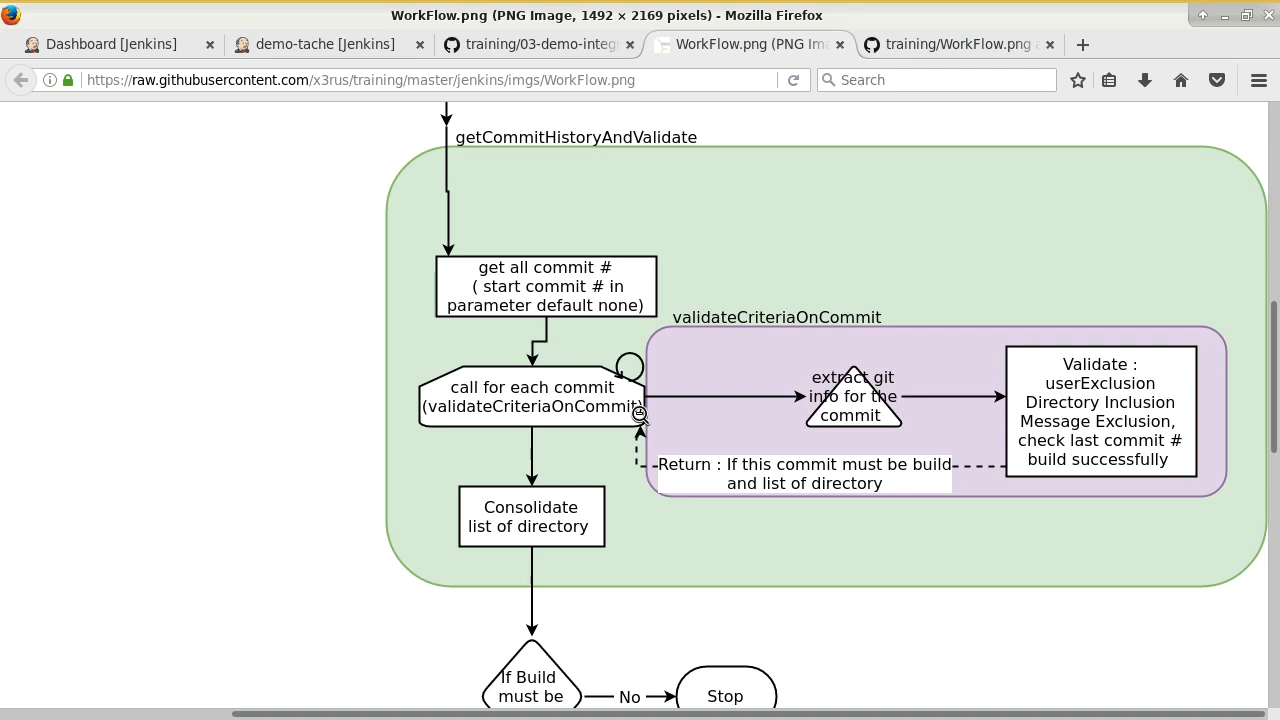 WorkFlow.png (PNG Image, 1492 × 2169 pixels) - Mozilla Firefox
Dashboard [Jenkins]
demo-tache [Jenkins]
training/03-demo-integ
WorkFlow.png (PNG Ima
training/WorkFlow.png
https://raw.githubusercontent.com/x3rus/training/master/jenkins/imgs/WorkFlow.png
Search
getCommitHistoryAndValidate
get all commit #
( start commit # in
parameter default none)
validateCriteriaOnCommit
call for each commit
(validateCriteriaOnCommit)
extract git
info for the
commit
Validate :
userExclusion
Directory Inclusion
Message Exclusion,
check last commit #
build successfully
Return : If this commit must be build
and list of directory
Consolidate
list of directory
If Build
must be
No
Stop